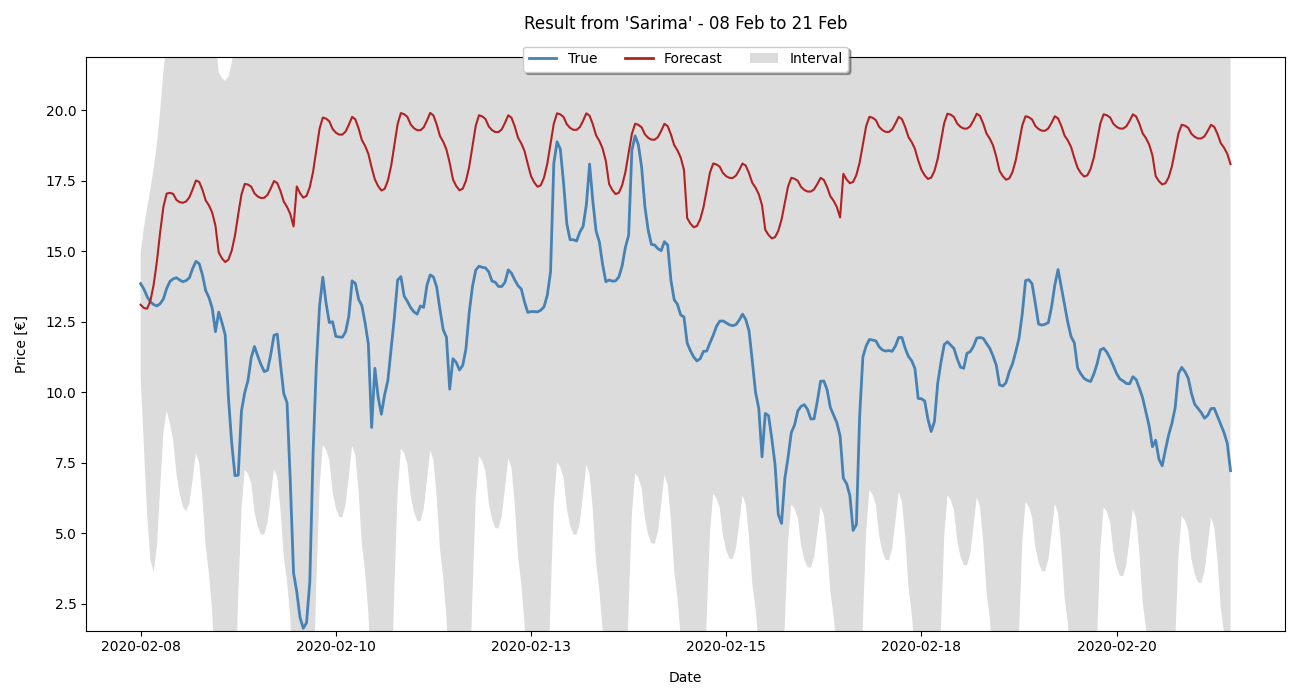 Result from 'Sarima' - 08 Feb to 21 Feb
True Forecast Interval
20.0
17.5
15.0
12.5
10.0
7.5
5.0
2.5
Price [€]
2020-02-08 2020-02-10 2020-02-13 2020-02-15 2020-02-18 2020-02-20
Date